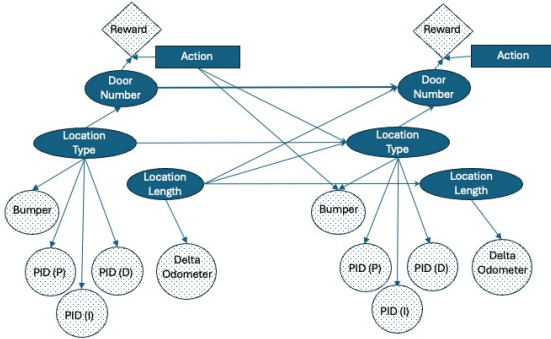 Reward
Action
Door
Number
Location
Type
Location
Length
Bumper
PID (P)
PID (D)
PID (I)
Delta
Odometer
Reward
Action
Door
Number
Location
Type
Location
Length
Bumper
PID (P)
PID (D)
PID (I)
Delta
Odometer